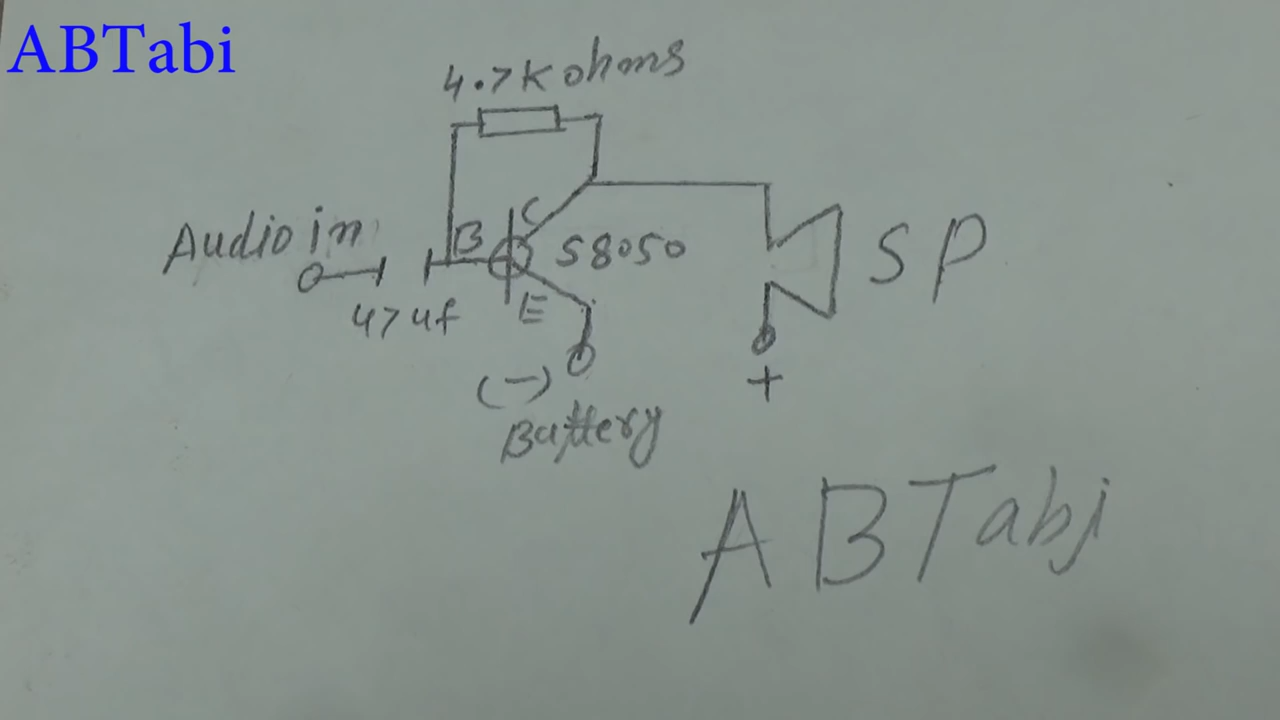 ABTabi
4.7K ohms
Audio in
B
C
S8050
E
47uf
SP
(-)
+
Battery
ABTabi